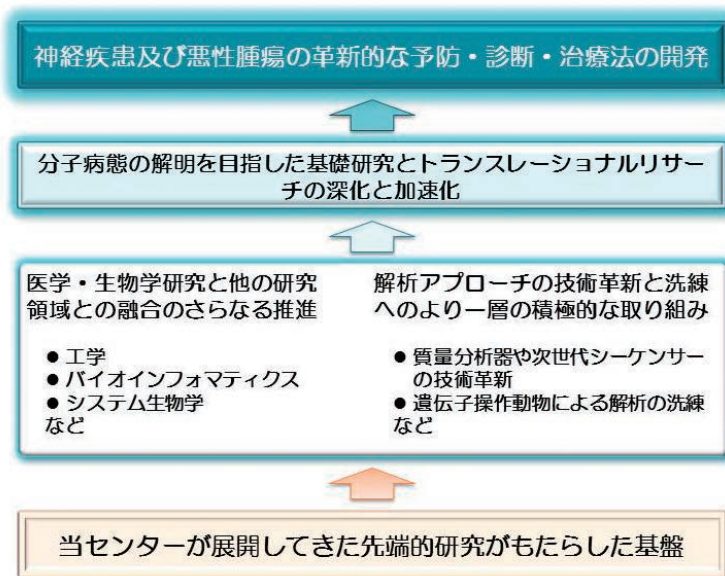 神経疾患及び悪性腫瘍の革新的な予防・診断・治療法の開発
分子病態の解明を目指した基礎研究とトランスレーショナルリサー
チの深化と加速化
医学・生物学研究と他の研究
領域との融合のさらなる推進
● 工学
● バイオインフォマティクス
● システム生物学
など
解析アプローチの技術革新と洗練
へのより一層の積極的な取り組み
● 質量分析器や次世代シーケンサー
の技術革新
● 遺伝子操作動物による解析の洗練
など
当センターが展開してきた先端的研究がもたらした基盤